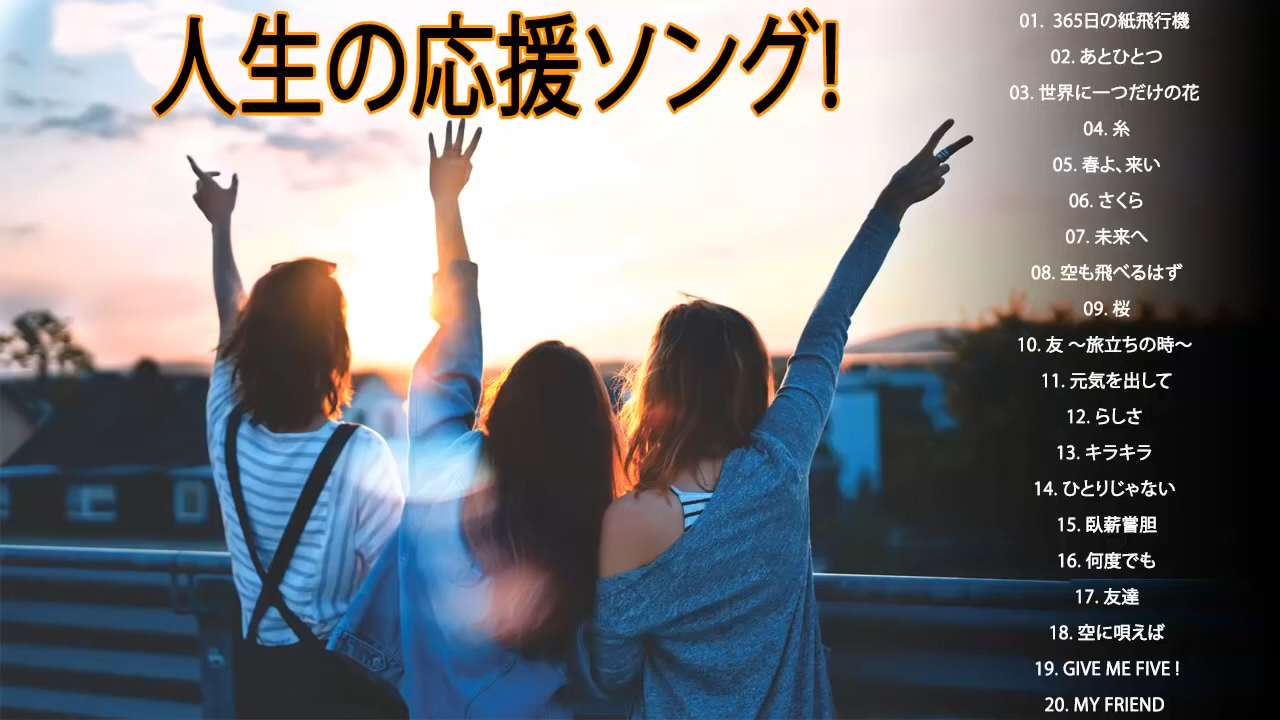 人生の応援ソング!
01. 365日の紙飛行機
02. あとひとつ
03. 世界に一つだけの花
04. 糸
05. 春よ、来い
06. さくら
07. 未来へ
08. 空も飛べるはず
09. 桜
10. 友 〜旅立ちの時〜
11. 元気を出して
12. らしさ
13. キラキラ
14. ひとりじゃない
15. 臥薪嘗胆
16. 何度でも
17. 友達
18. 空に唄えば
19. GIVE ME FIVE !
20. MY FRIEND